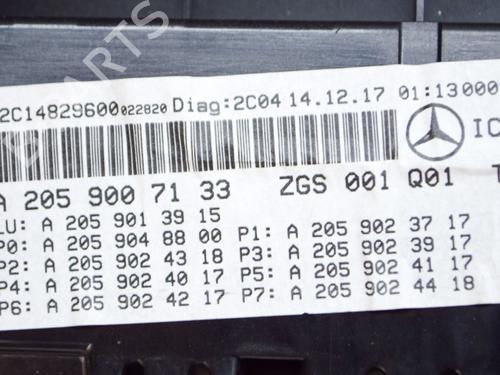 2C14829600022820 Diag:2C04 14.12.17 01:13000
IC
A 205 900 71 33 ZGS 001 Q01 T
LU: A 205 901 39 15
P0: A 205 904 88 00 P1: A 205 902 37 17
P2: A 205 902 43 18 P3: A 205 902 39 17
P4: A 205 902 40 17 P5: A 205 902 41 17
P6: A 205 902 42 17 P7: A 205 902 44 18
PARTS